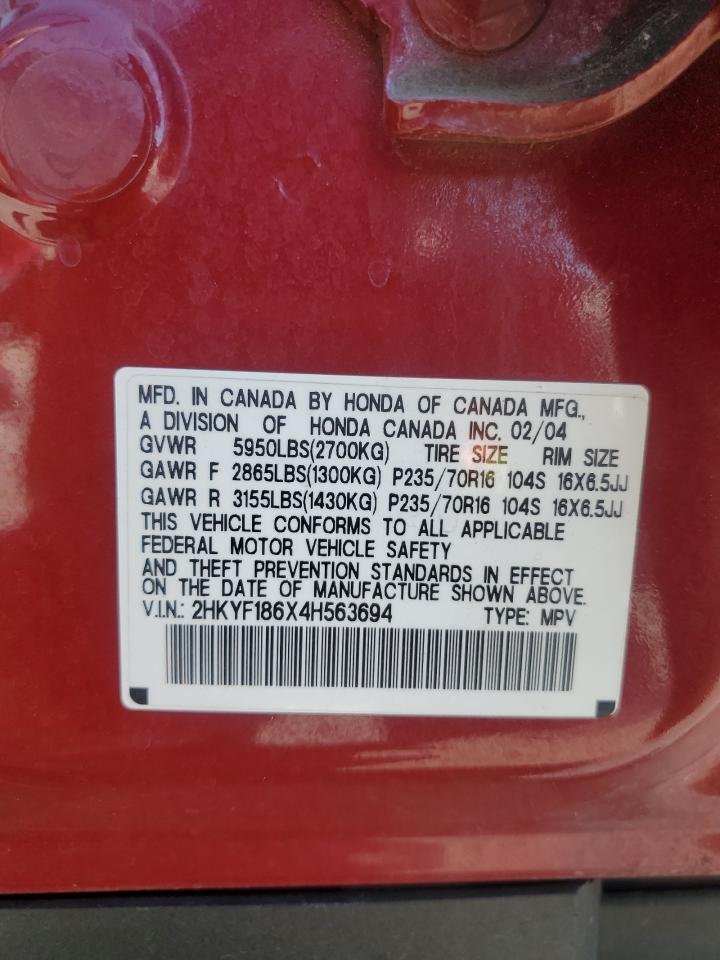 MFD. IN CANADA BY HONDA OF CANADA MFG.,
A DIVISION OF HONDA CANADA INC. 02/04
GVWR 5950LBS(2700KG) TIRE SIZE RIM SIZE
GAWR F 2865LBS(1300KG) P235/70R16 104S 16X6.5JJ
GAWR R 3155LBS(1430KG) P235/70R16 104S 16X6.5JJ
THIS VEHICLE CONFORMS TO ALL APPLICABLE
FEDERAL MOTOR VEHICLE SAFETY
AND THEFT PREVENTION STANDARDS IN EFFECT
ON THE DATE OF MANUFACTURE SHOWN ABOVE.
V.I.N.: 2HKYF186X4H563694 TYPE: MPV